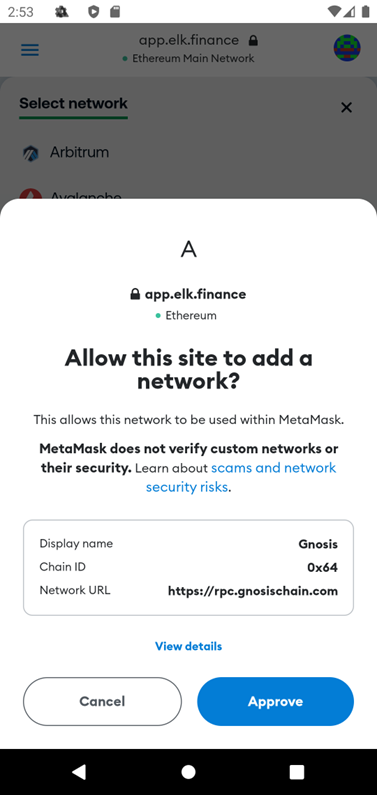 2:53
app.elk.finance
Ethereum Main Network
Select network
Arbitrum
Avalanche
A
app.elk.finance
Ethereum
Allow this site to add a
network?
This allows this network to be used within MetaMask.
MetaMask does not verify custom networks or
their security. Learn about scams and network
security risks.
Display name Gnosis
Chain ID 0x64
Network URL https://rpc.gnosischain.com
View details
Cancel Approve